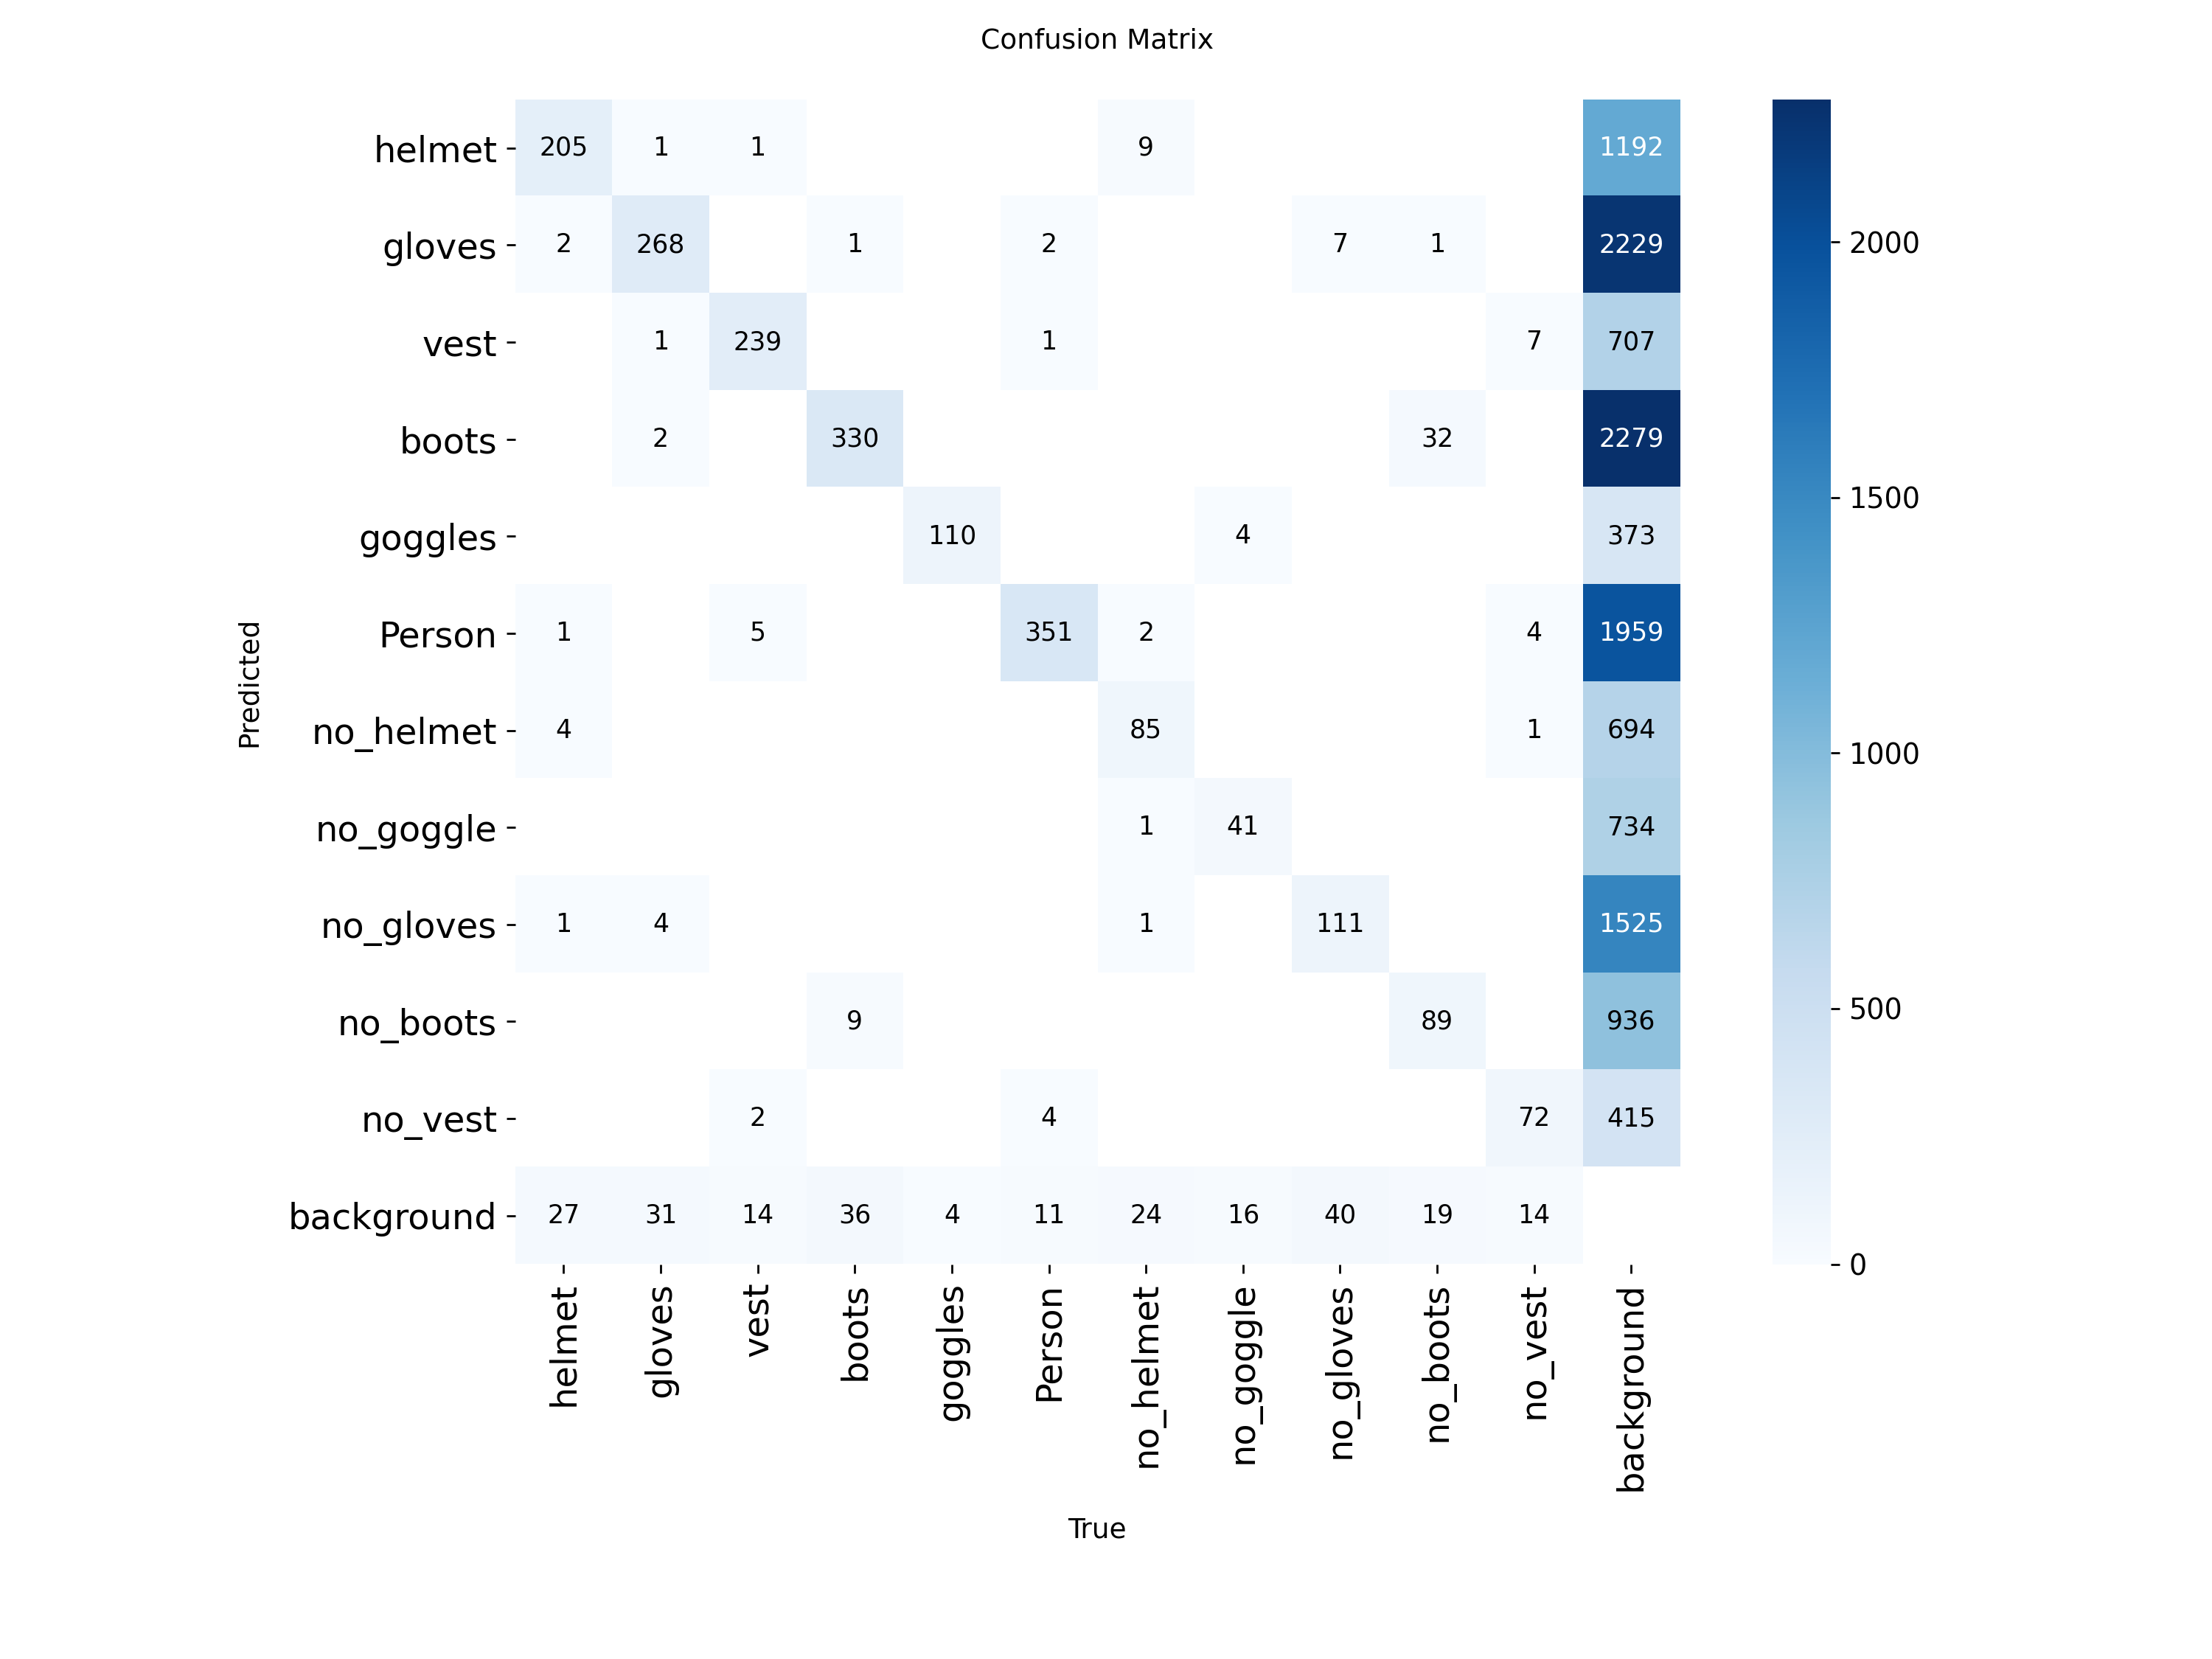 Confusion Matrix
helmet 205 1 1 9 1192
gloves 2 268 1 2 7 1 2229
vest 1 239 1 7 707
boots 2 330 32 2279
goggles 110 4 373
Person 1 5 351 2 4 1959
no_helmet 4 85 1 694
no_goggle 1 41 734
no_gloves 1 4 1 111 1525
no_boots 9 89 936
no_vest 2 4 72 415
background 27 31 14 36 4 11 24 16 40 19 14
helmet gloves vest boots goggles Person no_helmet no_goggle no_gloves no_boots no_vest background
Predicted
True
2000
1500
1000
500
0